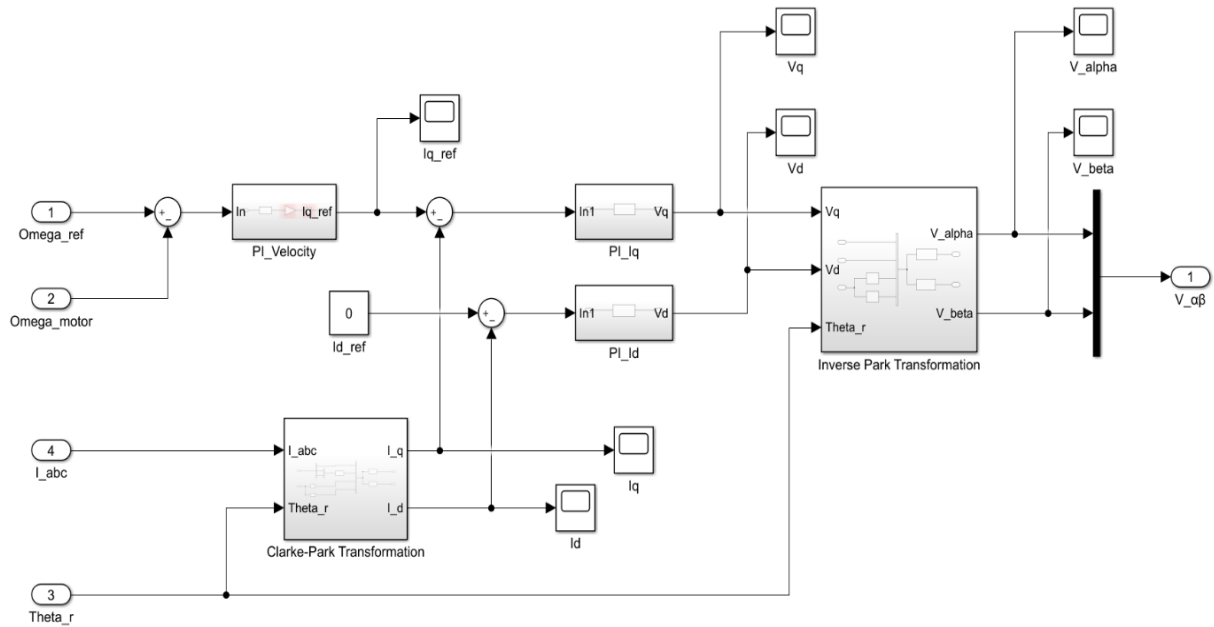 Vq
V_alpha
Iq_ref
Vd
V_beta
1
Omega_ref
+
_
In
Iq_ref
PI_Velocity
+
_
In1
Vq
PI_Iq
Vq
Vd
Theta_r
V_alpha
V_beta
Inverse Park Transformation
1
V_αβ
2
Omega_motor
0
Id_ref
+
_
In1
Vd
PI_Id
4
I_abc
I_abc
Theta_r
I_q
I_d
Clarke-Park Transformation
Iq
Id
3
Theta_r